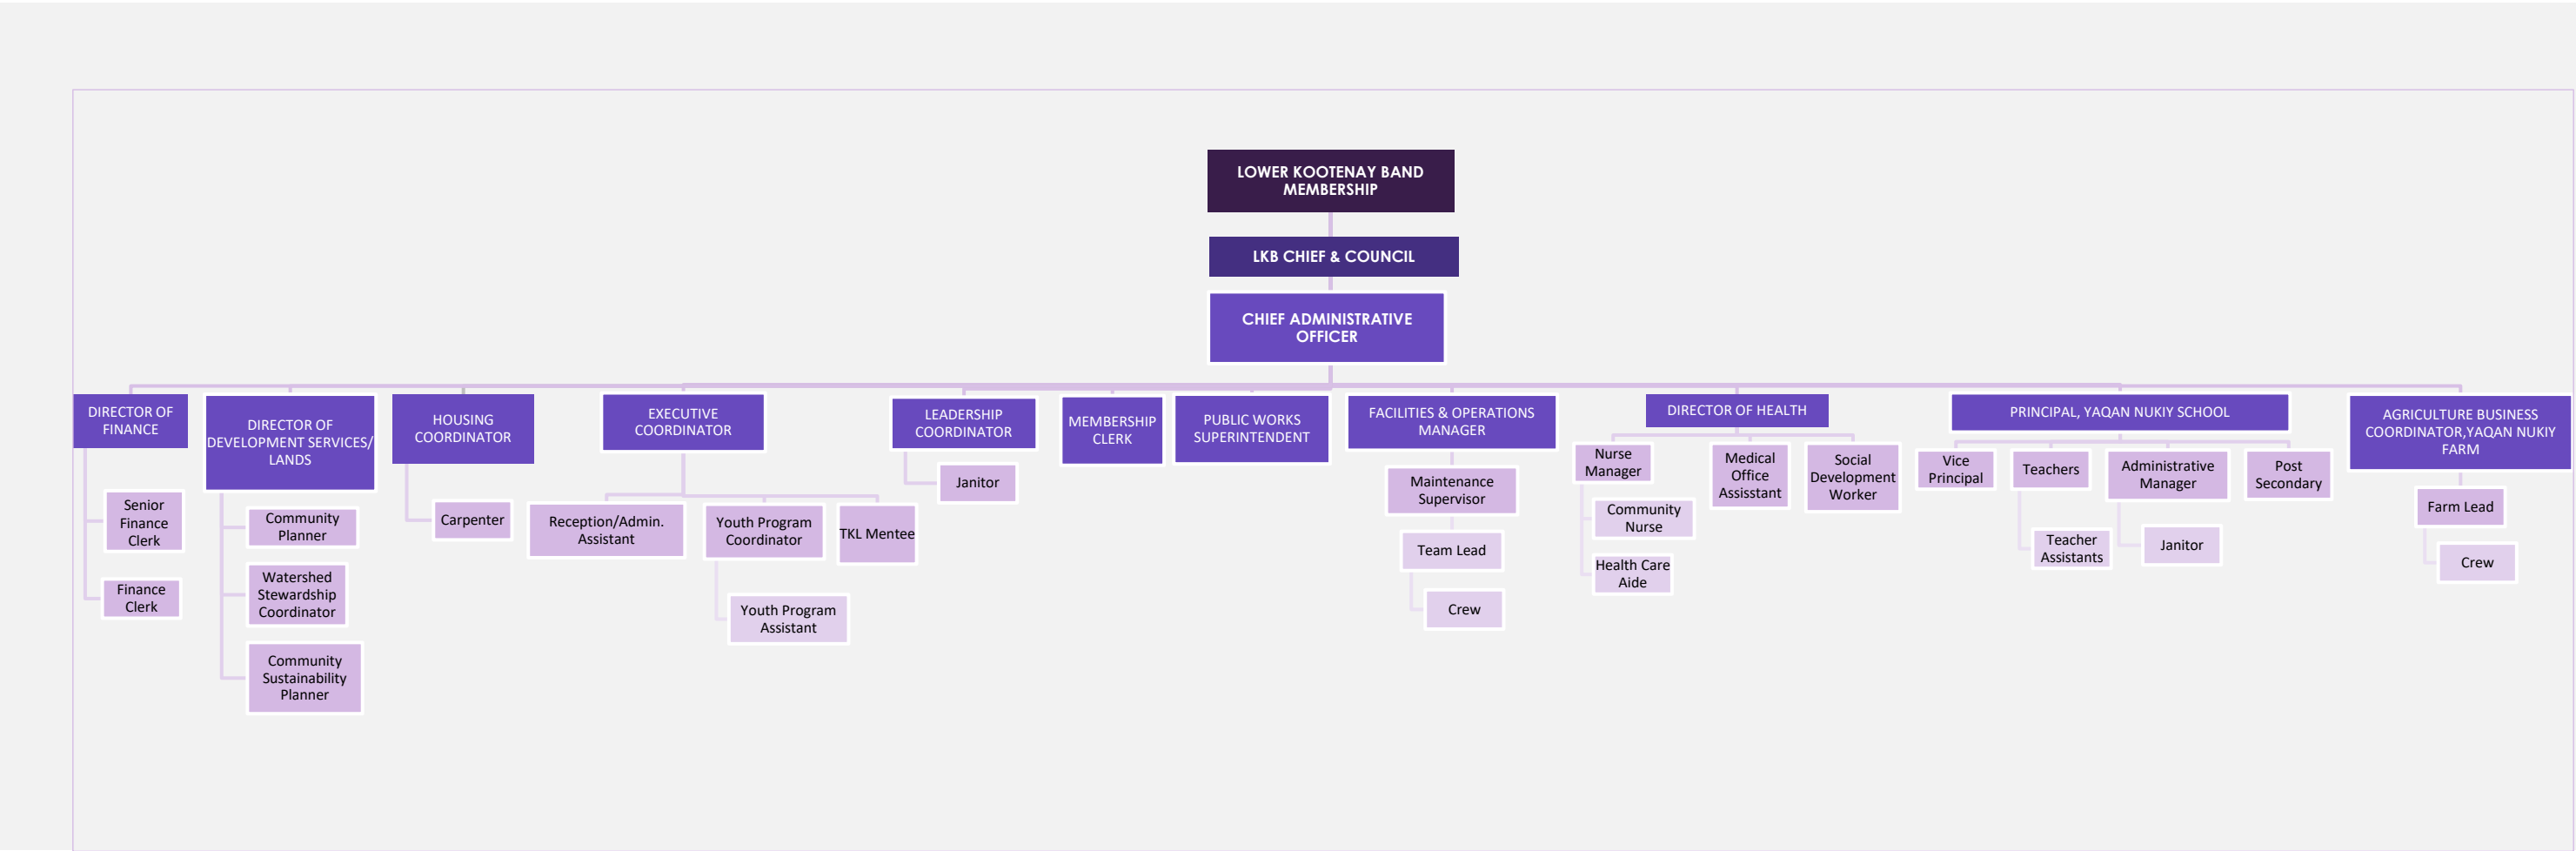 LOWER KOOTENAY BAND
MEMBERSHIP
LKB CHIEF & COUNCIL
CHIEF ADMINISTRATIVE
OFFICER
DIRECTOR OF
FINANCE
Senior
Finance
Clerk
Finance
Clerk
DIRECTOR OF
DEVELOPMENT SERVICES/
LANDS
Community
Planner
Watershed
Stewardship
Coordinator
Community
Sustainability
Planner
HOUSING
COORDINATOR
Carpenter
EXECUTIVE
COORDINATOR
Reception/Admin.
Assistant
Youth Program
Coordinator
Youth Program
Assistant
TKL Mentee
LEADERSHIP
COORDINATOR
Janitor
MEMBERSHIP
CLERK
PUBLIC WORKS
SUPERINTENDENT
FACILITIES & OPERATIONS
MANAGER
Maintenance
Supervisor
Team Lead
Crew
DIRECTOR OF HEALTH
Nurse
Manager
Community
Nurse
Health Care
Aide
Medical
Office
Assisstant
Social
Development
Worker
PRINCIPAL, YAQAN NUKIY SCHOOL
Vice
Principal
Teachers
Teacher
Assistants
Administrative
Manager
Janitor
Post
Secondary
AGRICULTURE BUSINESS
COORDINATOR,YAQAN NUKIY
FARM
Farm Lead
Crew